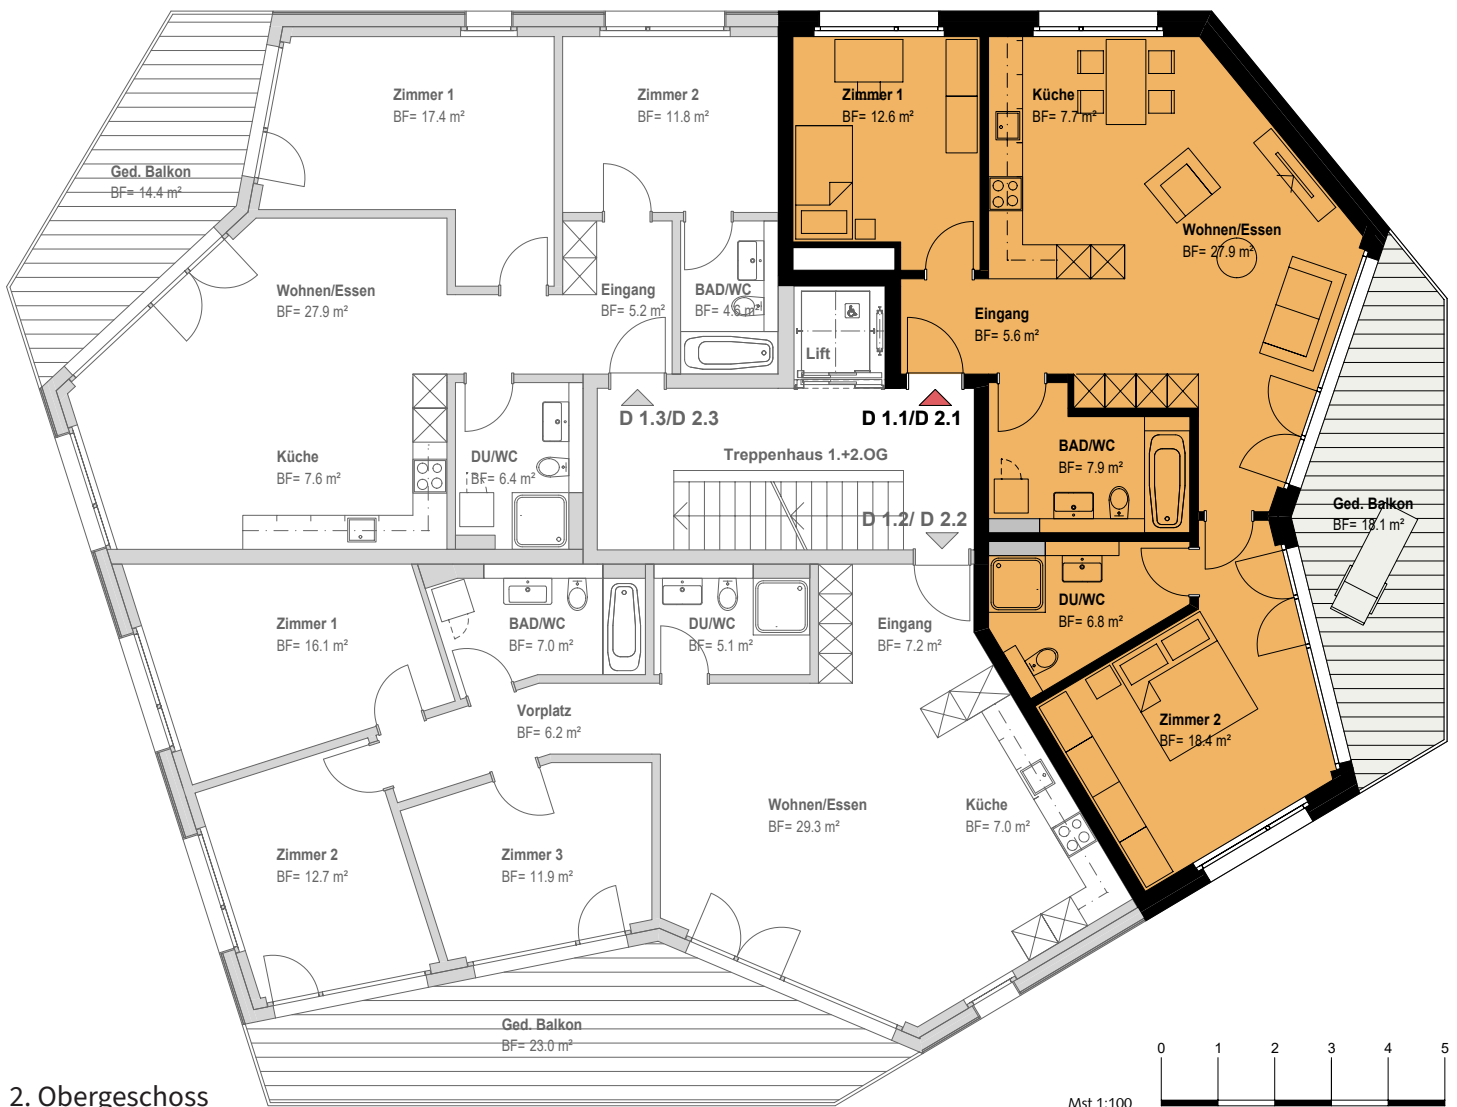 Zimmer 1
BF= 17.4 m²
Zimmer 2
BF= 11.8 m²
Zimmer 1
BF= 12.6 m²
Küche
BF= 7.7 m²
Ged. Balkon
BF= 14.4 m²
Wohnen/Essen
BF= 27.9 m²
Wohnen/Essen
BF= 27.9 m²
Eingang
BF= 5.2 m²
BAD/WC
BF= 4.6 m²
Eingang
BF= 5.6 m²
Lift
D 1.3/D 2.3
D 1.1/D 2.1
Küche
BF= 7.6 m²
DU/WC
BF= 6.4 m²
Treppenhaus 1.+2.OG
BAD/WC
BF= 7.9 m²
D 1.2/ D 2.2
Ged. Balkon
BF= 18.1 m²
Zimmer 1
BF= 16.1 m²
BAD/WC
BF= 7.0 m²
DU/WC
BF= 5.1 m²
Eingang
BF= 7.2 m²
DU/WC
BF= 6.8 m²
Vorplatz
BF= 6.2 m²
Zimmer 2
BF= 18.4 m²
Wohnen/Essen
BF= 29.3 m²
Küche
BF= 7.0 m²
Zimmer 2
BF= 12.7 m²
Zimmer 3
BF= 11.9 m²
Ged. Balkon
BF= 23.0 m²
0 1 2 3 4 5
Mst 1:100
2. Obergeschoss